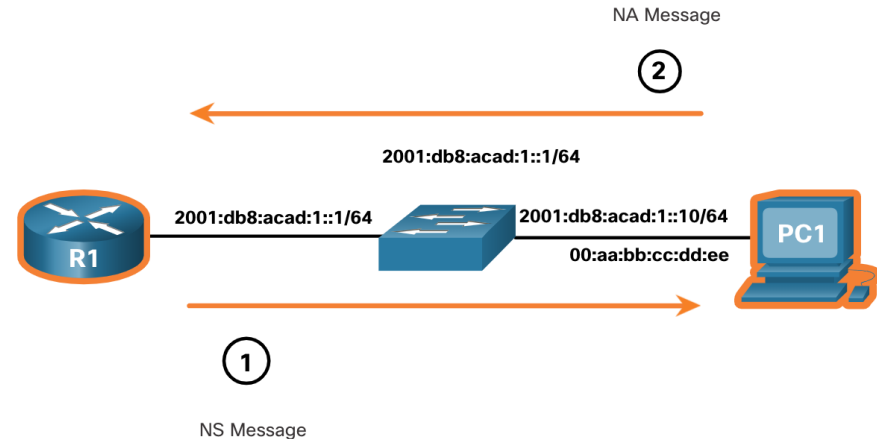 NA Message
2
2001:db8:acad:1::1/64
2001:db8:acad:1::1/64
2001:db8:acad:1::10/64
R1
PC1
00:aa:bb:cc:dd:ee
1
NS Message